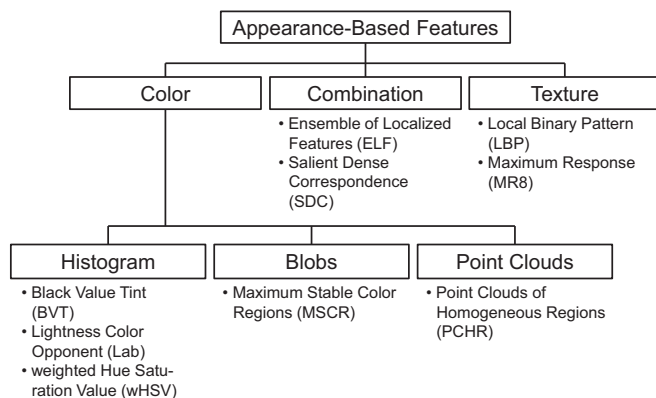 Appearance-Based Features
Color
Combination
Texture
• Ensemble of Localized
Features (ELF)
• Salient Dense
Correspondence
(SDC)
• Local Binary Pattern
(LBP)
• Maximum Response
(MR8)
Histogram
Blobs
Point Clouds
• Black Value Tint
(BVT)
• Lightness Color
Opponent (Lab)
• weighted Hue Satu-
ration Value (wHSV)
• Maximum Stable Color
Regions (MSCR)
• Point Clouds of
Homogeneous Regions
(PCHR)